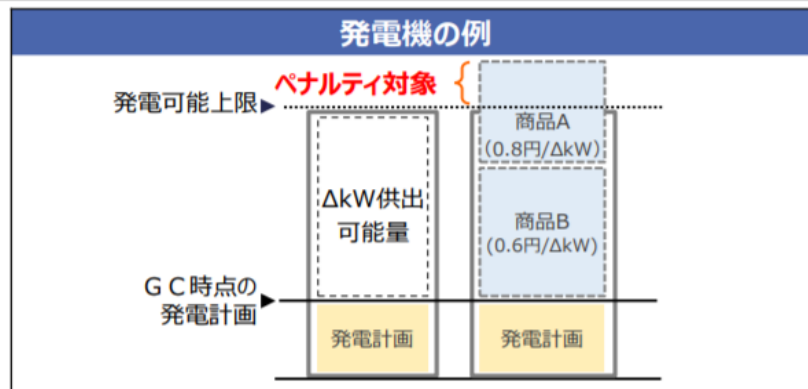 発電機の例
ペナルティ対象
発電可能上限▶
商品A
(0.8円/ΔkW)
ΔkW供出
可能量
商品B
(0.6円/ΔkW)
GC時点の
発電計画
発電計画
発電計画